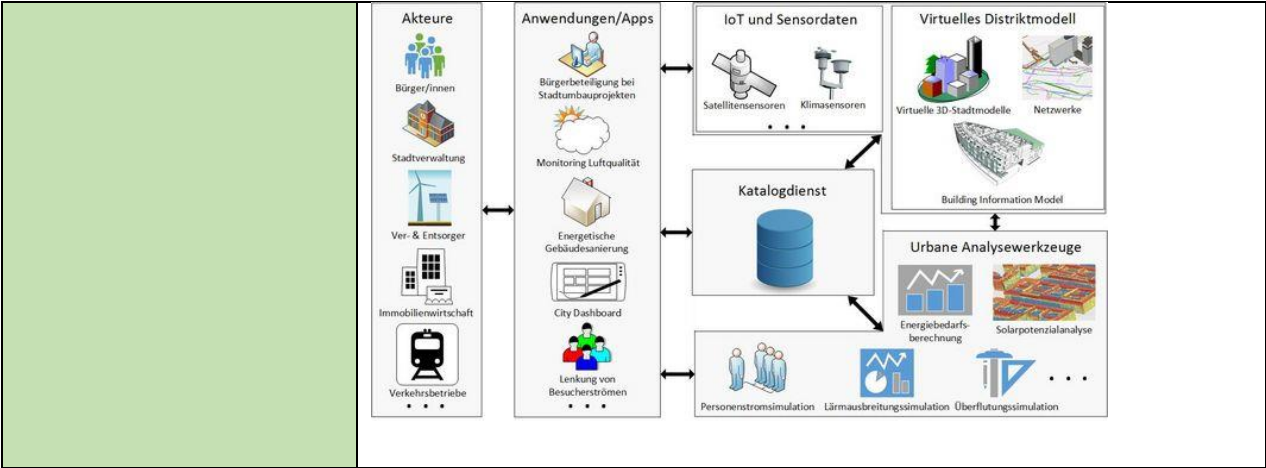 Akteure
Bürger/innen
Stadtverwaltung
Ver- & Entsorger
Immobilienwirtschaft
Verkehrsbetriebe
• • •
Anwendungen/Apps
Bürgerbeteiligung bei
Stadtumbauprojekten
Monitoring Luftqualität
Energetische
Gebäudesanierung
City Dashboard
Lenkung von
Besucherströmen
• • •
IoT und Sensordaten
Satellitensensoren
Klimasensoren
• • •
Virtuelles Distriktmodell
Virtuelle 3D-Stadtmodelle
Netzwerke
Building Information Model
Katalogdienst
Urbane Analysewerkzeuge
Energiebedarfs-
berechnung
Solarpotenzialanalyse
Personenstromsimulation
Lärmausbreitungssimulation
Überflutungssimulation
• • •